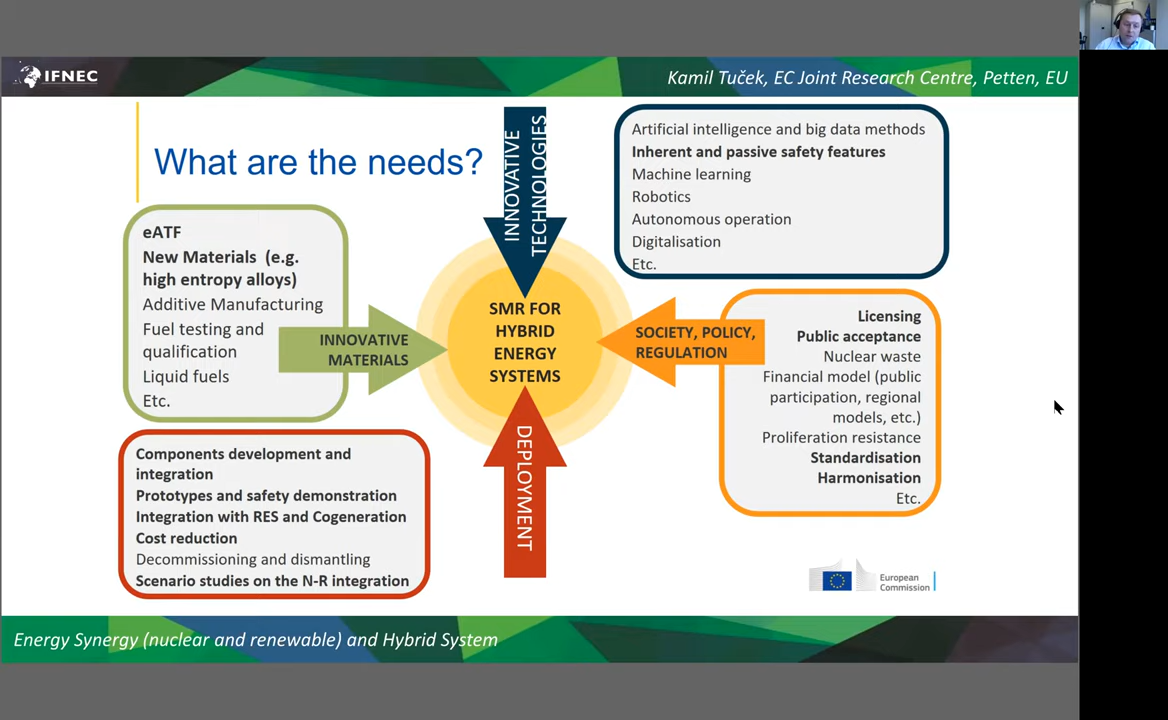 IFNEC
Kamil Tuček, EC Joint Research Centre, Petten, EU
What are the needs?
INNOVATIVE
TECHNOLOGIES
Artificial intelligence and big data methods
Inherent and passive safety features
Machine learning
Robotics
Autonomous operation
Digitalisation
Etc.
eATF
New Materials (e.g.
high entropy alloys)
Additive Manufacturing
Fuel testing and
qualification
Liquid fuels
Etc.
INNOVATIVE
MATERIALS
SMR FOR
HYBRID
ENERGY
SYSTEMS
SOCIETY, POLICY,
REGULATION
Licensing
Public acceptance
Nuclear waste
Financial model (public
participation, regional
models, etc.)
Proliferation resistance
Standardisation
Harmonisation
Etc.
Components development and
integration
Prototypes and safety demonstration
Integration with RES and Cogeneration
Cost reduction
Decommissioning and dismantling
Scenario studies on the N-R integration
DEPLOYMENT
European
Commission
Energy Synergy (nuclear and renewable) and Hybrid System